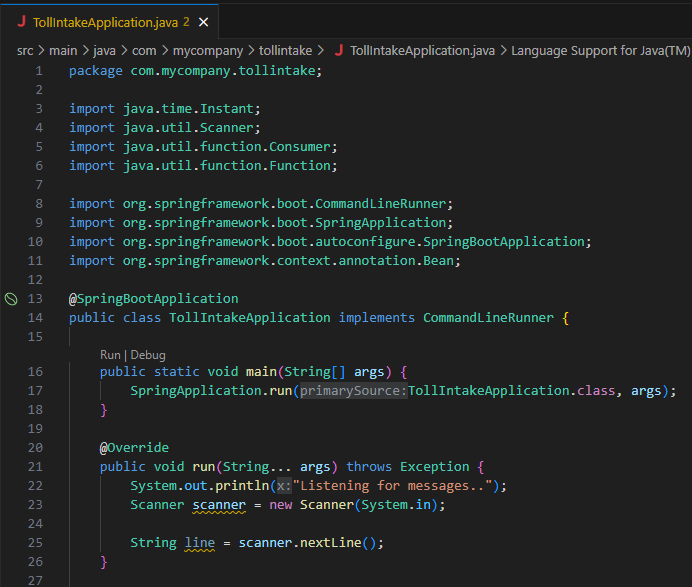 J TollIntakeApplication.java 2 ×
src > main > java > com > mycompany > tollintake > J TollIntakeApplication.java > Language Support for Java(TM)
1 package com.mycompany.tollintake;
2
3 import java.time.Instant;
4 import java.util.Scanner;
5 import java.util.function.Consumer;
6 import java.util.function.Function;
7
8 import org.springframework.boot.CommandLineRunner;
9 import org.springframework.boot.SpringApplication;
10 import org.springframework.boot.autoconfigure.SpringBootApplication;
11 import org.springframework.context.annotation.Bean;
12
13 @SpringBootApplication
14 public class TollIntakeApplication implements CommandLineRunner {
15
Run | Debug
16 public static void main(String[] args) {
17 SpringApplication.run(primarySource:TollIntakeApplication.class, args);
18 }
19
20 @Override
21 public void run(String... args) throws Exception {
22 System.out.println(x:"Listening for messages..");
23 Scanner scanner = new Scanner(System.in);
24
25 String line = scanner.nextLine();
26 }
27